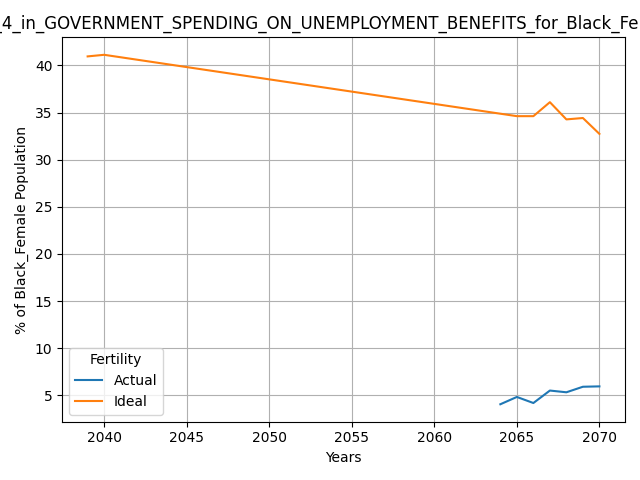 _4_in_GOVERNMENT_SPENDING_ON_UNEMPLOYMENT_BENEFITS_for_Black_Fe
% of Black_Female Population
40
35
30
25
20
15
10
5
Fertility
Actual
Ideal
2040 2045 2050 2055 2060 2065 2070
Years